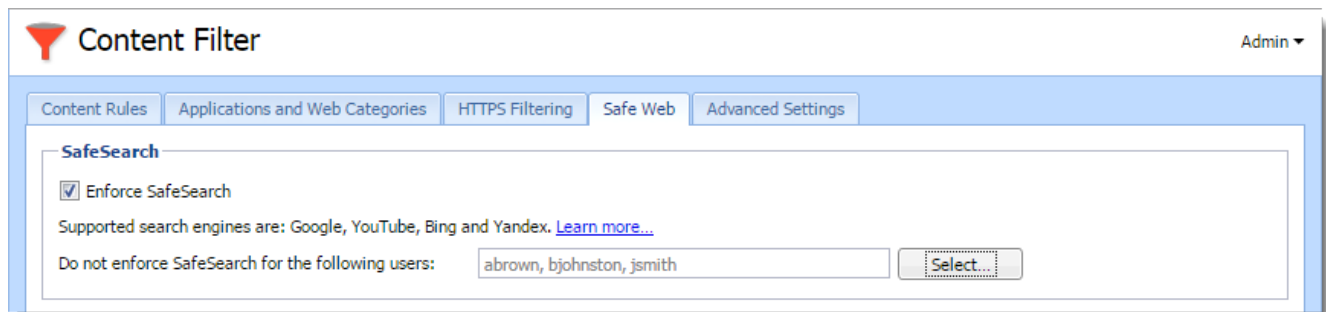 Content Filter
Admin
Content Rules
Applications and Web Categories
HTTPS Filtering
Safe Web
Advanced Settings
SafeSearch
Enforce SafeSearch
Supported search engines are: Google, YouTube, Bing and Yandex. Learn more...
Do not enforce SafeSearch for the following users: abrown, bjohnston, jsmith Select...